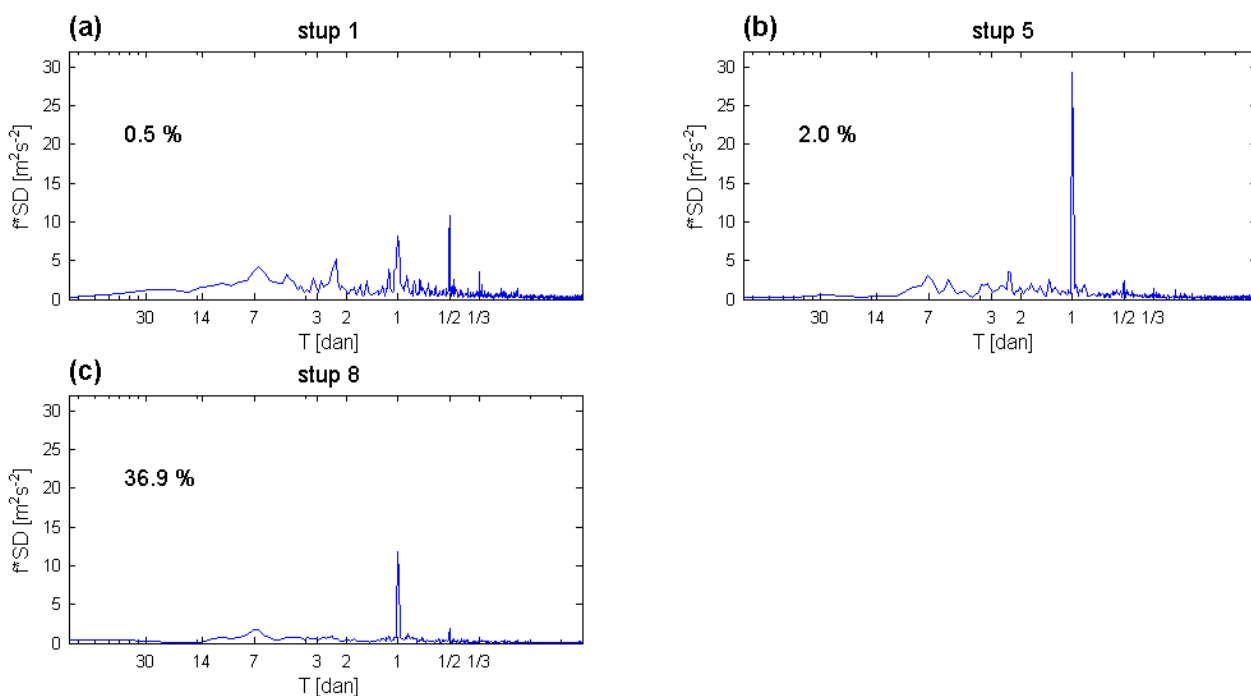 (a)
stup 1
30
25
20
15
10
5
0
f*SD [m²s⁻²]
0.5 %
30 14 7 3 2 1 1/2 1/3
T [dan]
(b)
stup 5
30
25
20
15
10
5
0
f*SD [m²s⁻²]
2.0 %
30 14 7 3 2 1 1/2 1/3
T [dan]
(c)
stup 8
30
25
20
15
10
5
0
f*SD [m²s⁻²]
36.9 %
30 14 7 3 2 1 1/2 1/3
T [dan]